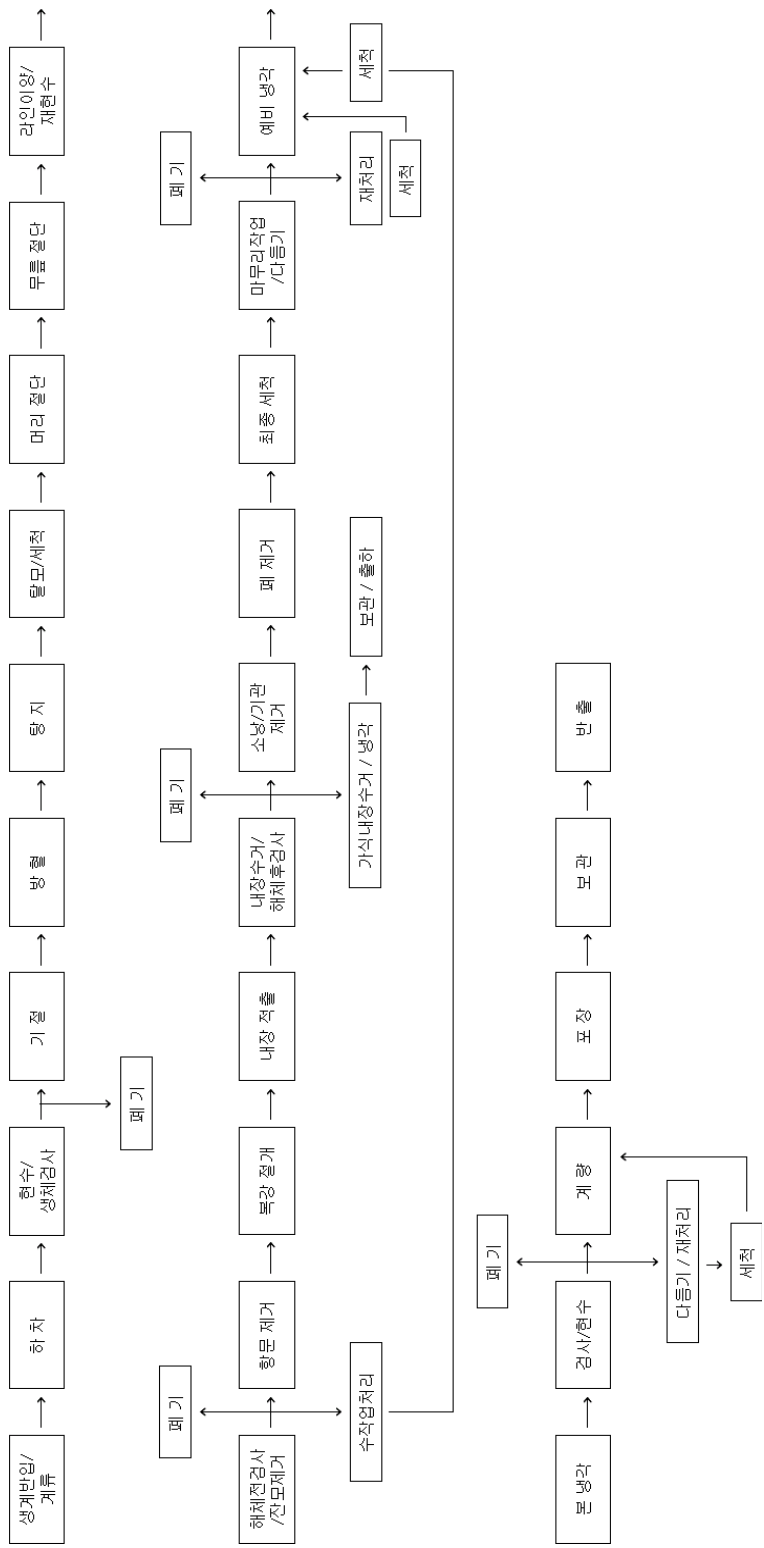 생계반입/
계류
하 차
현수/
생체검사
폐 기
기 절
방 혈
탕 지
탈모/세척
머리 절단
무릎 절단
라인이양/
재현수
해체전검사
/잔모제거
폐 기
수작업처리
항문 제거
복강 절개
내장 적출
내장수거/
해체후검사
폐 기
가식내장수거 / 냉각
보관 / 출하
소낭/기관
제거
폐 제거
최종 세척
마무리작업
/다듬기
폐 기
재처리
세척
세척
예비 냉각
본 냉각
검사/현수
폐 기
다듬기 / 재처리
세척
계 량
포 장
보 관
반 출